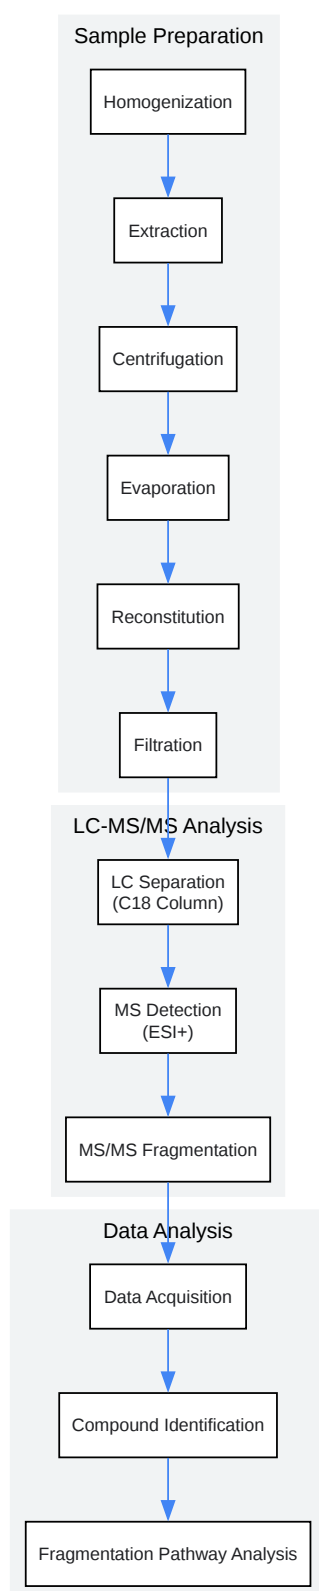 Sample Preparation
Homogenization
Extraction
Centrifugation
Evaporation
Reconstitution
Filtration
LC-MS/MS Analysis
LC Separation
(C18 Column)
MS Detection
(ESI+)
MS/MS Fragmentation
Data Analysis
Data Acquisition
Compound Identification
Fragmentation Pathway Analysis